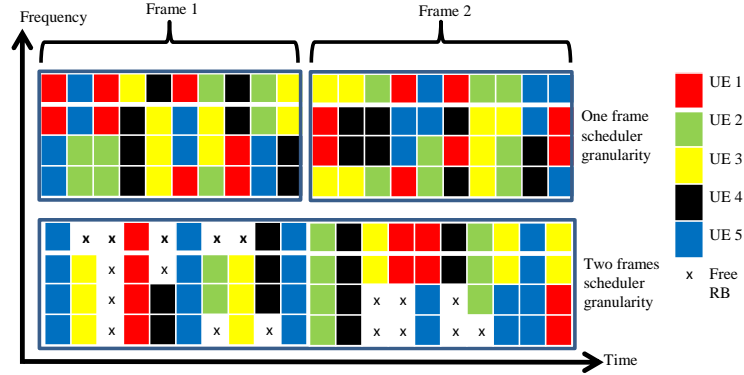 Frame 1
Frame 2
Frequency
UE 1
UE 2
UE 3
UE 4
UE 5
x Free
RB
One frame
scheduler
granularity
x x x x x
x x x
x x x x
x x x x x x x
Two frames
scheduler
granularity
Time